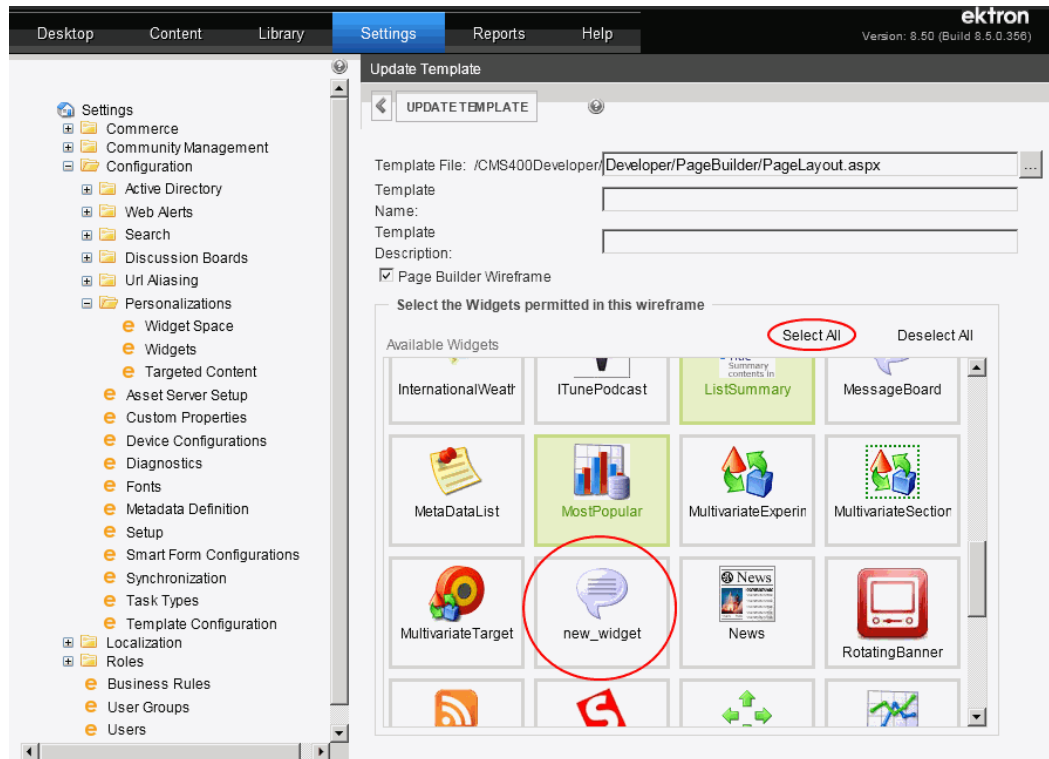 ektron
Desktop Content Library Settings Reports Help
Version: 8.50 (Build 8.5.0.356)
Update Template
UPDATE TEMPLATE
Settings
Commerce
Community Management
Configuration
Active Directory
Web Alerts
Search
Discussion Boards
Url Aliasing
Personalizations
Widget Space
Widgets
Targeted Content
Asset Server Setup
Custom Properties
Device Configurations
Diagnostics
Fonts
Metadata Definition
Setup
Smart Form Configurations
Synchronization
Task Types
Template Configuration
Localization
Roles
Business Rules
User Groups
Users
Template File: /CMS400Developer/ Developer/PageBuilder/PageLayout.aspx ...
Template
Name:
Template
Description:
Page Builder Wireframe
Select the Widgets permitted in this wireframe
Select All Deselect All
Available Widgets
Title
Summary
contents in
InternationalWeatl ITunePodcast ListSummary MessageBoard
MetaDataList MostPopular MultivariateExperin MultivariateSection
News
MultivariateTarget new_widget News RotatingBanner